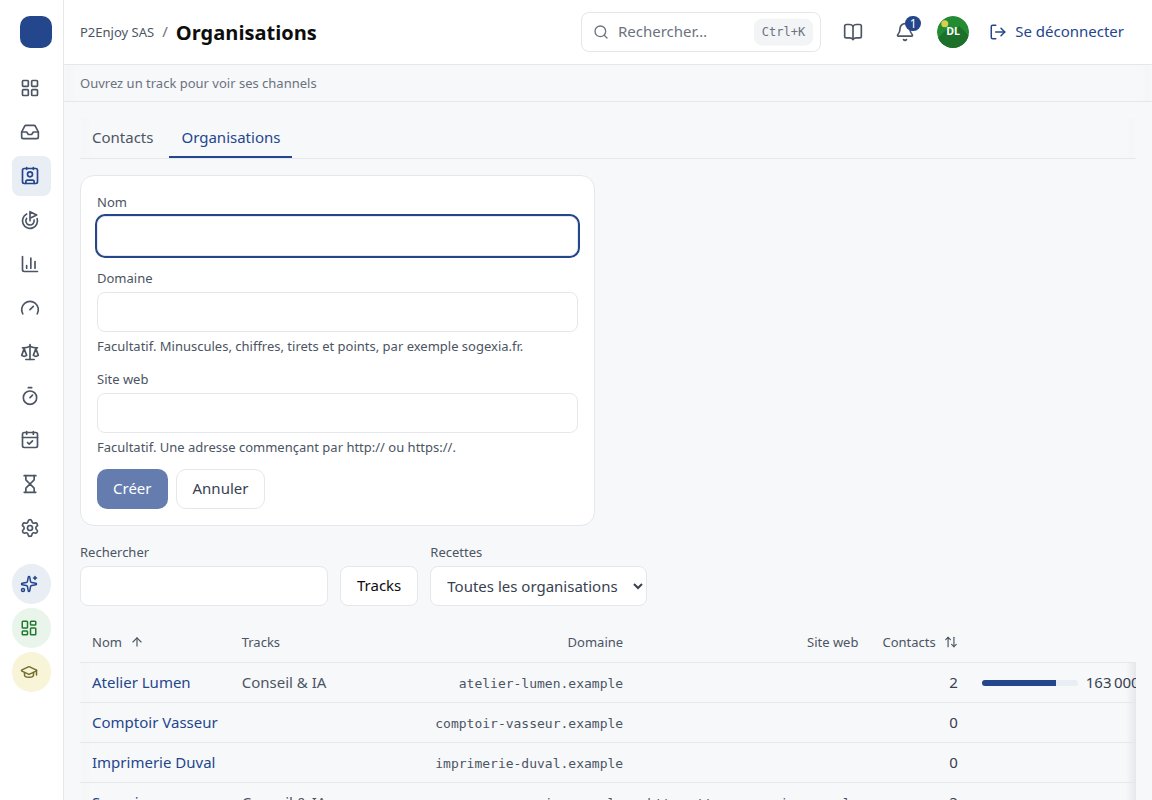 P2Enjoy SAS / Organisations
Rechercher...
Ctrl+K
1
DL
Se déconnecter
Ouvrez un track pour voir ses channels
Contacts
Organisations
Nom
Domaine
Facultatif. Minuscules, chiffres, tirets et points, par exemple sogexia.fr.
Site web
Facultatif. Une adresse commençant par http:// ou https://.
Créer
Annuler
Rechercher
Recettes
Tracks
Toutes les organisations
Nom Tracks Domaine Site web Contacts
Atelier Lumen Conseil & IA atelier-lumen.example 2 163 000
Comptoir Vasseur comptoir-vasseur.example 0
Imprimerie Duval imprimerie-duval.example 0
Conseil & IA